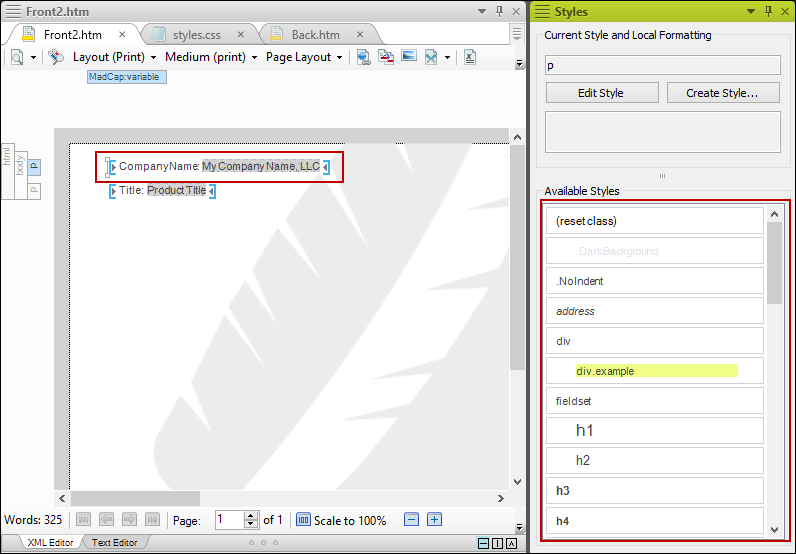 Front2.htm
Front2.htm
styles.css
Back.htm
Layout (Print)
Medium (print)
Page Layout
MadCap:variable
html
body
p
p
CompanyName: My Company Name, LLC
Title: Product Title
Words: 325
Page: 1 of 1
Scale to 100%
XML Editor
Text Editor
Styles
Current Style and Local Formatting
p
Edit Style
Create Style...
Available Styles
(reset class)
.DarkBackground
.NoIndent
address
div
div.example
fieldset
h1
h2
h3
h4